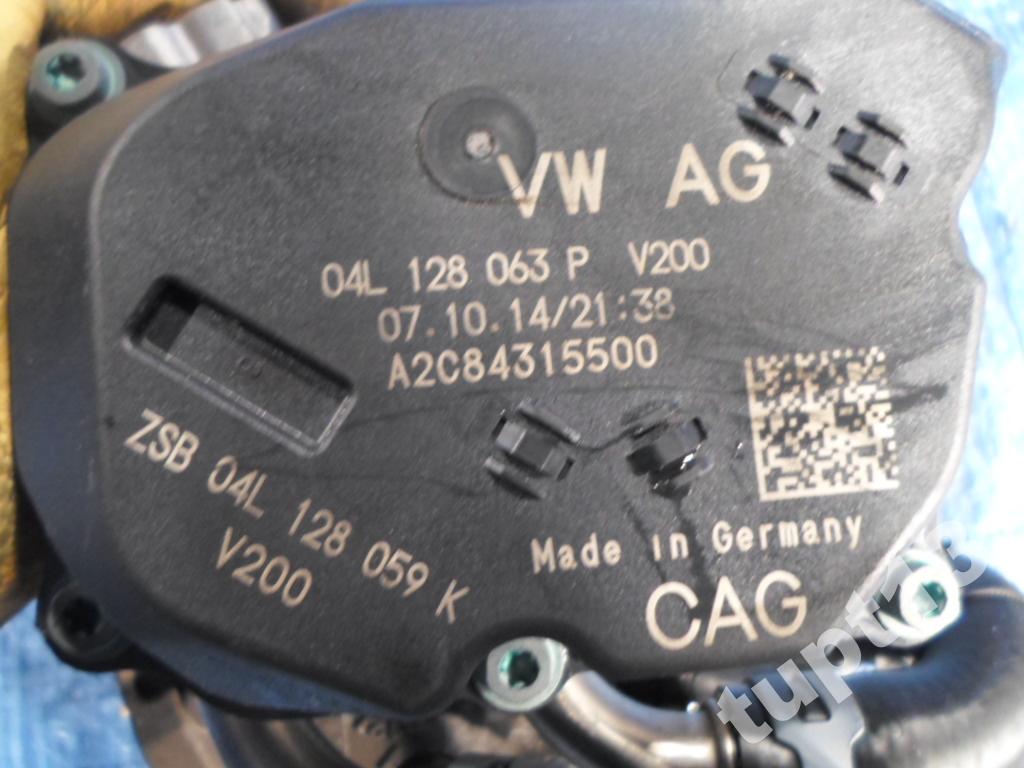 VW AG
04L 128 063 P V200
07.10.14/21:38
A2C84315500
ZSB 04L 128 059 K
V200
Made in Germany
CAG
tupt13